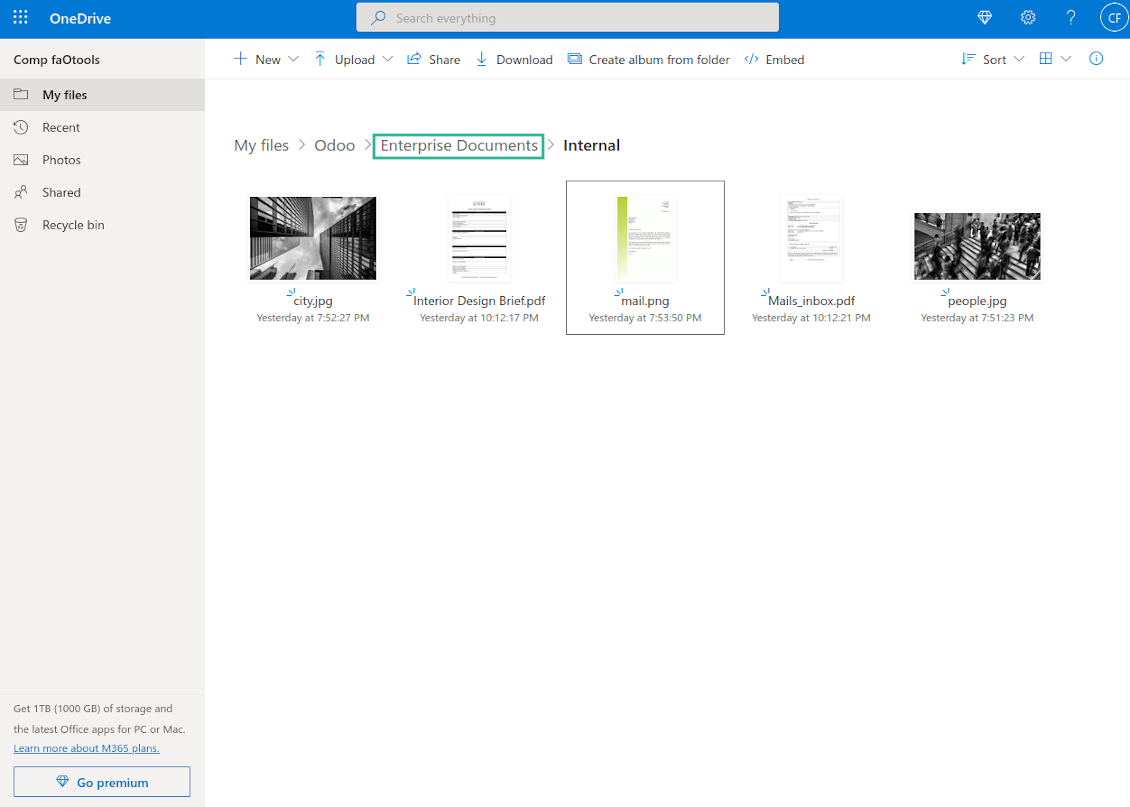 OneDrive
Search everything
?
CF
Comp faOtools
New
Upload
Share
Download
Create album from folder
Embed
Sort
My files
Recent
Photos
Shared
Recycle bin
My files > Odoo > Enterprise Documents > Internal
city.jpg
Yesterday at 7:52:27 PM
Interior Design Brief.pdf
Yesterday at 10:12:17 PM
mail.png
Yesterday at 7:53:50 PM
Mails_inbox.pdf
Yesterday at 10:12:21 PM
people.jpg
Yesterday at 7:51:23 PM
Get 1TB (1000 GB) of storage and
the latest Office apps for PC or Mac.
Learn more about M365 plans.
Go premium